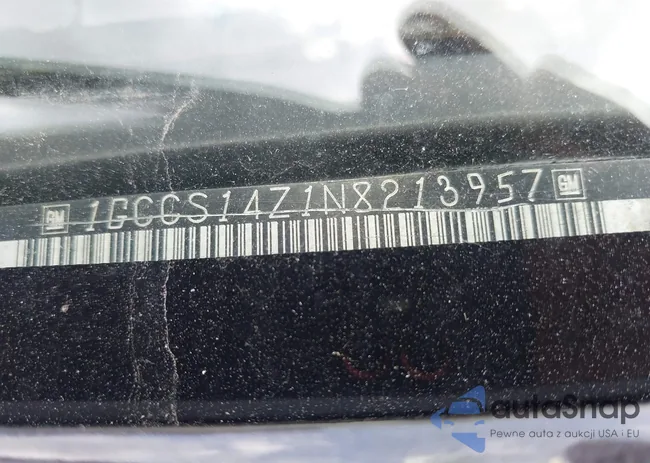 GM 1GCCS14Z1N8213957 GM
autoSnap
Pewne auta z aukcji USA i EU